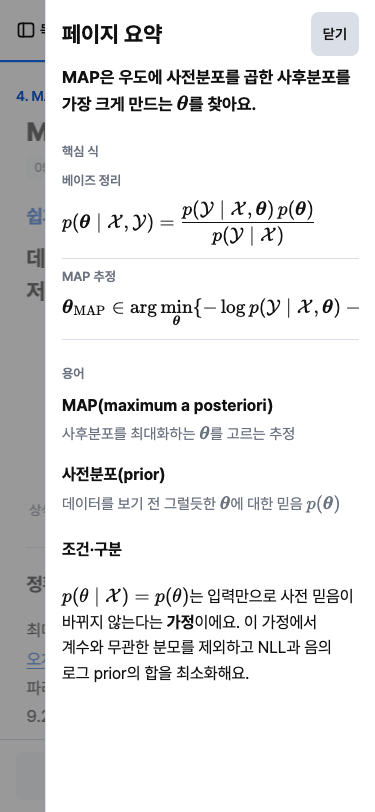 페이지 요약
닫기
MAP은 우도에 사전분포를 곱한 사후분포를
가장 크게 만드는 θ를 찾아요.
핵심 식
베이즈 정리
p(θ | 𝒳, 𝒴) = p(𝒴 | 𝒳, θ) p(θ) / p(𝒴 | 𝒳)
MAP 추정
θ_MAP ∈ arg min_θ {− log p(𝒴 | 𝒳, θ) −
용어
MAP(maximum a posteriori)
사후분포를 최대화하는 θ를 고르는 추정
사전분포(prior)
데이터를 보기 전 그럴듯한 θ에 대한 믿음 p(θ)
조건·구분
p(θ | 𝒳) = p(θ)는 입력만으로 사전 믿음이
바뀌지 않는다는 가정이에요. 이 가정에서
계수와 무관한 분모를 제외하고 NLL과 음의
로그 prior의 합을 최소화해요.
4.
9.2